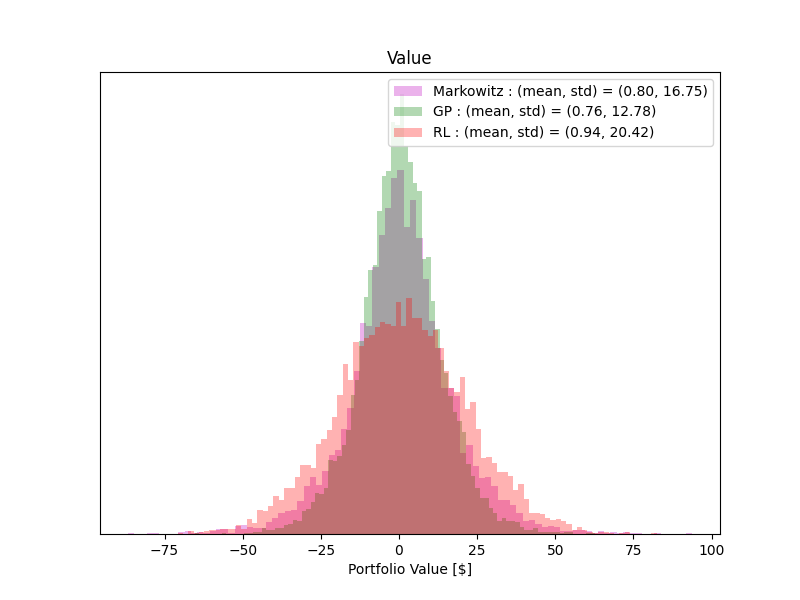 Value
Markowitz : (mean, std) = (0.80, 16.75)
GP : (mean, std) = (0.76, 12.78)
RL : (mean, std) = (0.94, 20.42)
−75 −50 −25 0 25 50 75 100
Portfolio Value [$]